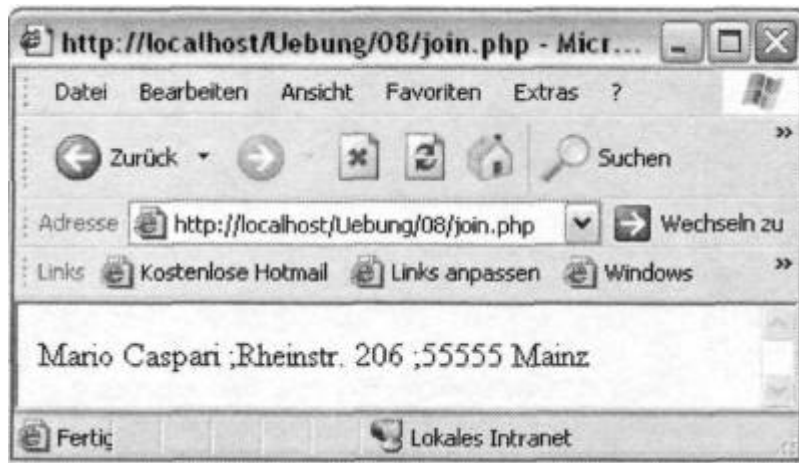 http://localhost/Uebung/08/join.php - Micr...
Datei Bearbeiten Ansicht Favoriten Extras ?
Zurück Suchen »
Adresse http://localhost/Uebung/08/join.php Wechseln zu
Links Kostenlose Hotmail Links anpassen Windows »
Mario Caspari ;Rheinstr. 206 ;55555 Mainz
Fertig Lokales Intranet